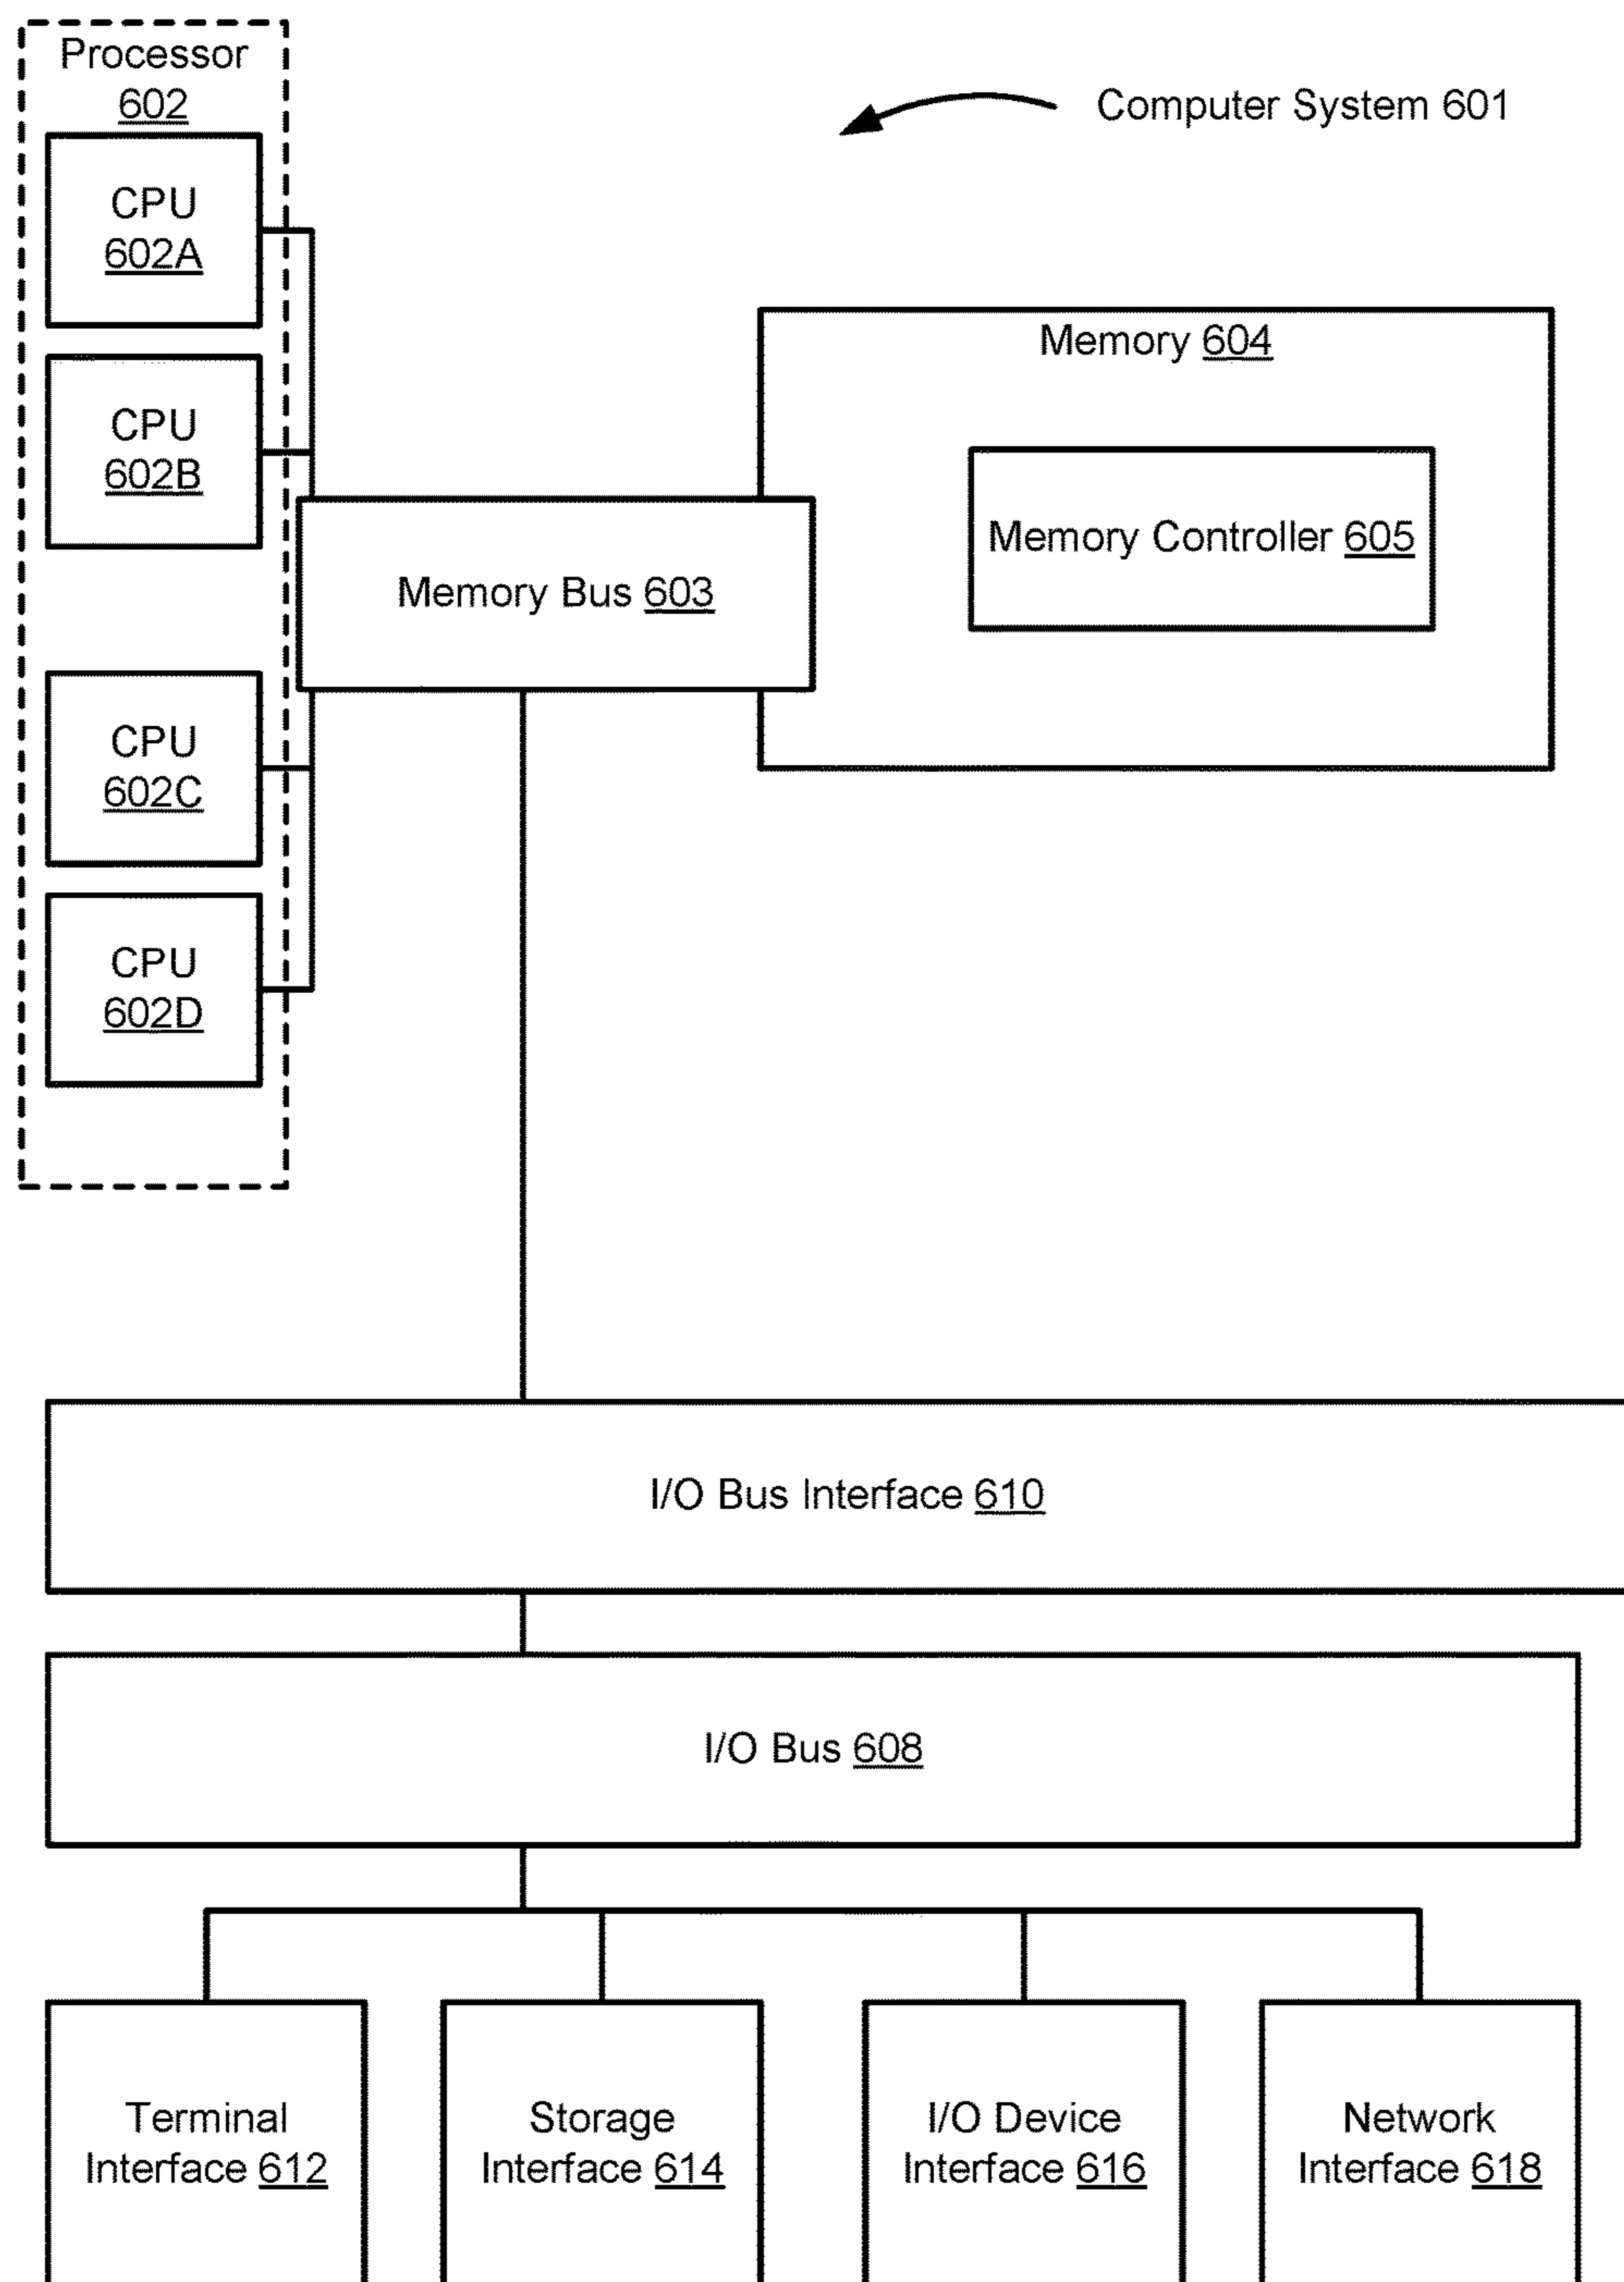 Processor
602
Computer System 601
CPU
602A
Memory 604
CPU
602B
Memory Controller 605
Memory Bus 603
CPU
602C
CPU
602D
I/O Bus Interface 610
I/O Bus 608
Terminal
Interface 612
Storage
Interface 614
I/O Device
Interface 616
Network
Interface 618